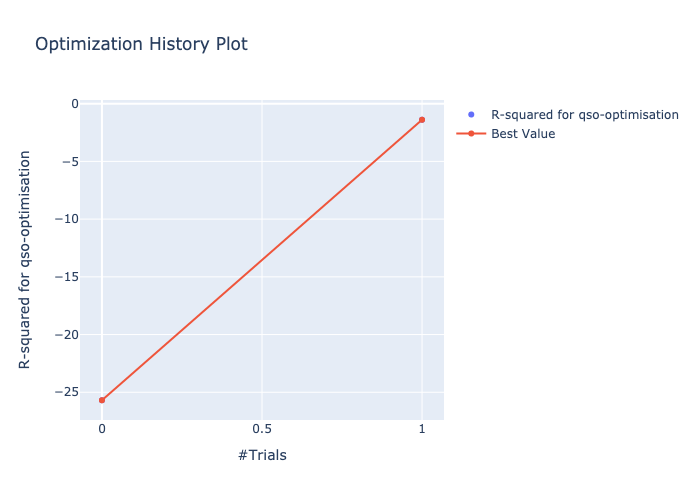 Optimization History Plot
R-squared for qso-optimisation
Best Value
R-squared for qso-optimisation
0
−5
−10
−15
−20
−25
0
0.5
1
#Trials